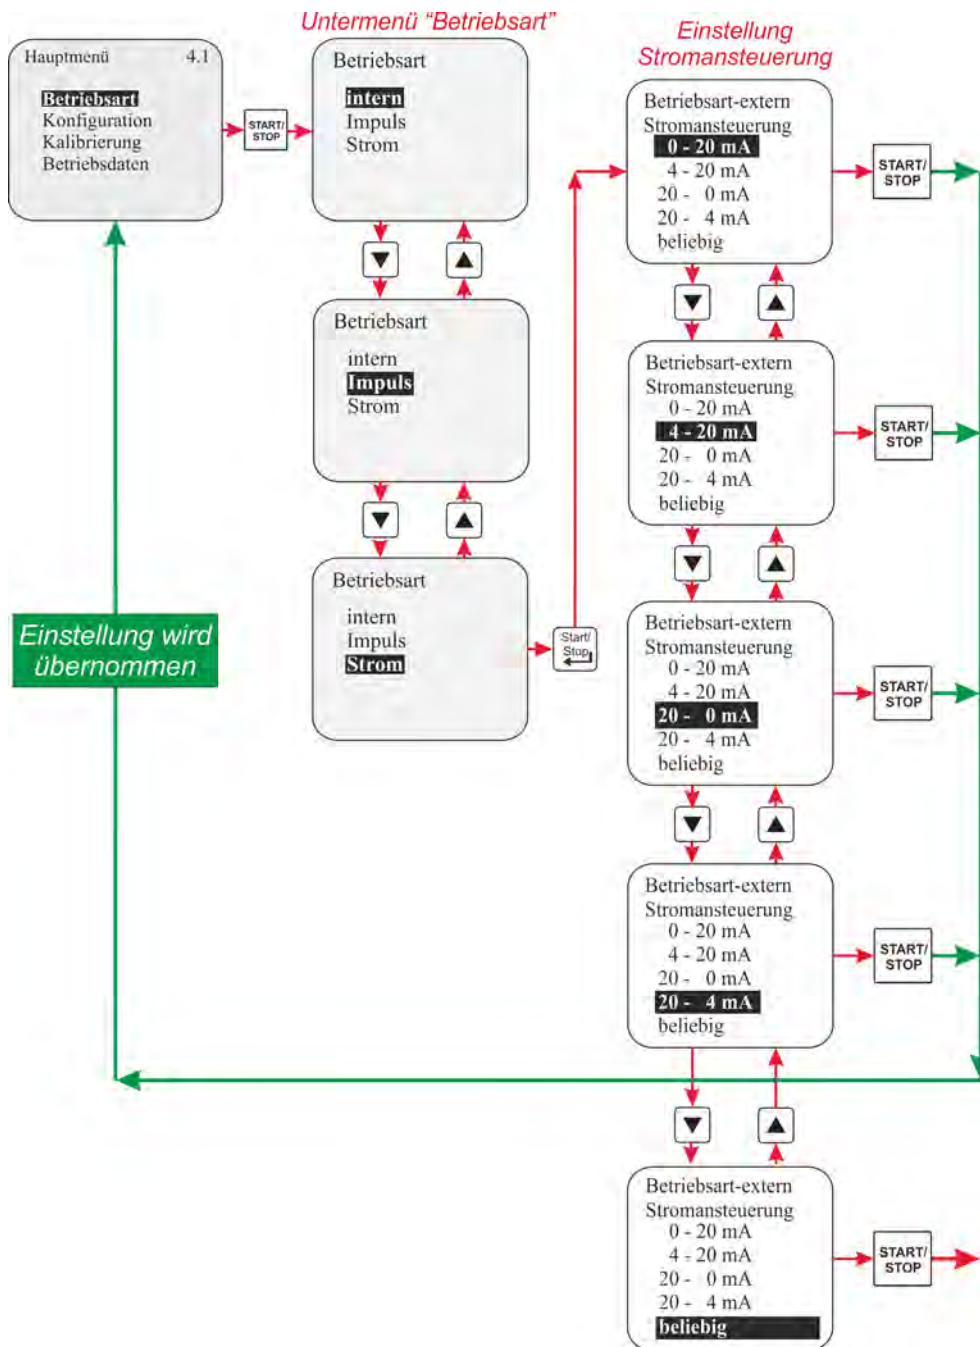 Untermenü "Betriebsart"
Einstellung
Stromansteuerung
Hauptmenü 4.1
Betriebsart
Konfiguration
Kalibrierung
Betriebsdaten
START/
STOP
Betriebsart
intern
Impuls
Strom
Betriebsart
intern
Impuls
Strom
Betriebsart
intern
Impuls
Strom
Start/
Stop
Einstellung wird
übernommen
Betriebsart-extern
Stromansteuerung
0 - 20 mA
4 - 20 mA
20 - 0 mA
20 - 4 mA
beliebig
START/
STOP
Betriebsart-extern
Stromansteuerung
0 - 20 mA
4 - 20 mA
20 - 0 mA
20 - 4 mA
beliebig
START/
STOP
Betriebsart-extern
Stromansteuerung
0 - 20 mA
4 - 20 mA
20 - 0 mA
20 - 4 mA
beliebig
START/
STOP
Betriebsart-extern
Stromansteuerung
0 - 20 mA
4 - 20 mA
20 - 0 mA
20 - 4 mA
beliebig
START/
STOP
Betriebsart-extern
Stromansteuerung
0 - 20 mA
4 - 20 mA
20 - 0 mA
20 - 4 mA
beliebig
START/
STOP